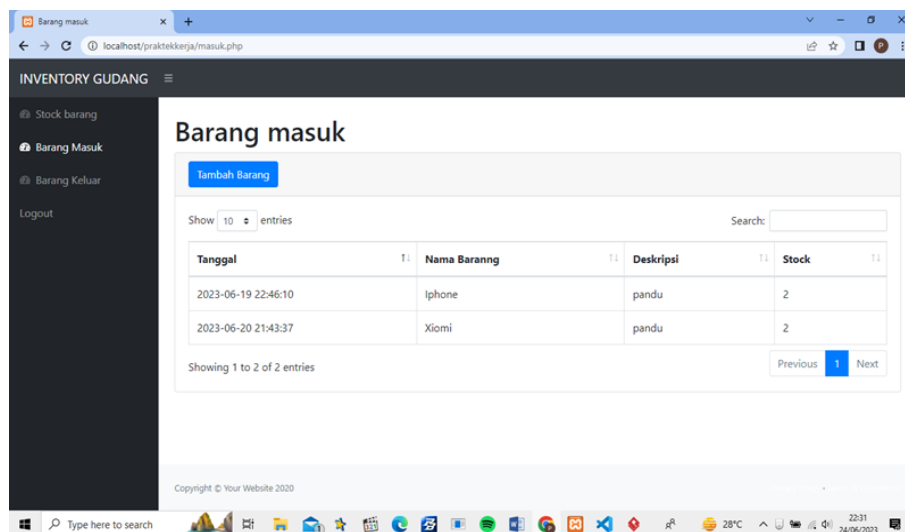 Barang masuk
localhost/praktekkerja/masuk.php
P
INVENTORY GUDANG
Stock barang
Barang Masuk
Barang Keluar
Logout
Barang masuk
Tambah Barang
Show 10 entries
Search:
Tanggal Nama Baranng Deskripsi Stock
2023-06-19 22:46:10 Iphone pandu 2
2023-06-20 21:43:37 Xiomi pandu 2
Showing 1 to 2 of 2 entries
Previous 1 Next
Copyright © Your Website 2020
Type here to search
28°C
22:31
24/06/2023